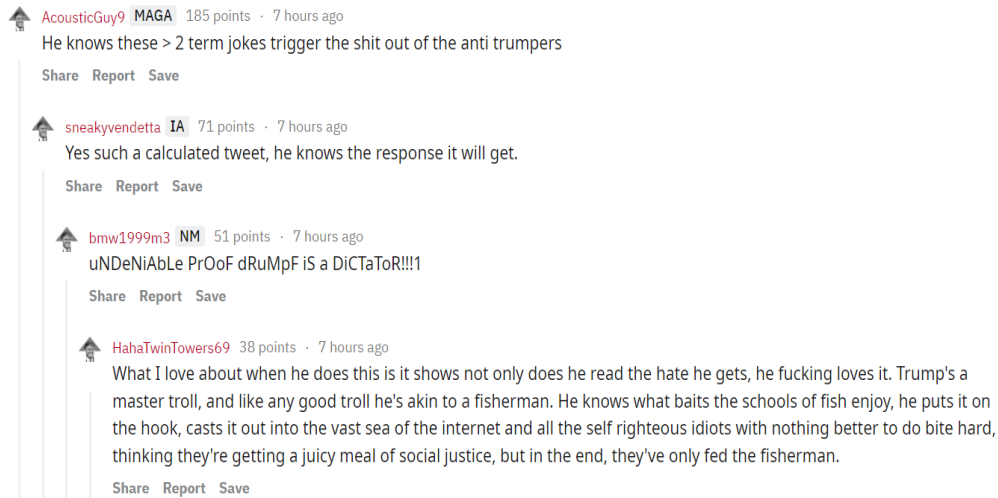 AcousticGuy9 MAGA 185 points · 7 hours ago
He knows these > 2 term jokes trigger the shit out of the anti trumpers
Share Report Save
sneakyvendetta IA 71 points · 7 hours ago
Yes such a calculated tweet, he knows the response it will get.
Share Report Save
bmw1999m3 NM 51 points · 7 hours ago
uNDeNiAbLe PrOoF dRuMpF iS a DiCTaToR!!!1
Share Report Save
HahaTwinTowers69 38 points · 7 hours ago
What I love about when he does this is it shows not only does he read the hate he gets, he fucking loves it. Trump's a
master troll, and like any good troll he's akin to a fisherman. He knows what baits the schools of fish enjoy, he puts it on
the hook, casts it out into the vast sea of the internet and all the self righteous idiots with nothing better to do bite hard,
thinking they're getting a juicy meal of social justice, but in the end, they've only fed the fisherman.
Share Report Save